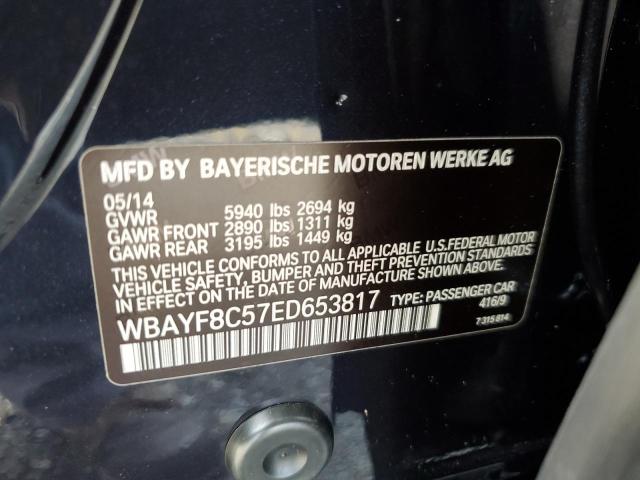 MFD BY BAYERISCHE MOTOREN WERKE AG
05/14
GVWR 5940 lbs 2694 kg
GAWR FRONT 2890 lbs 1311 kg
GAWR REAR 3195 lbs 1449 kg
THIS VEHICLE CONFORMS TO ALL APPLICABLE U.S.FEDERAL MOTOR
VEHICLE SAFETY, BUMPER AND THEFT PREVENTION STANDARDS
IN EFFECT ON THE DATE OF MANUFACTURE SHOWN ABOVE.
WBAYF8C57ED653817 TYPE: PASSENGER CAR
416/9
7 315 814